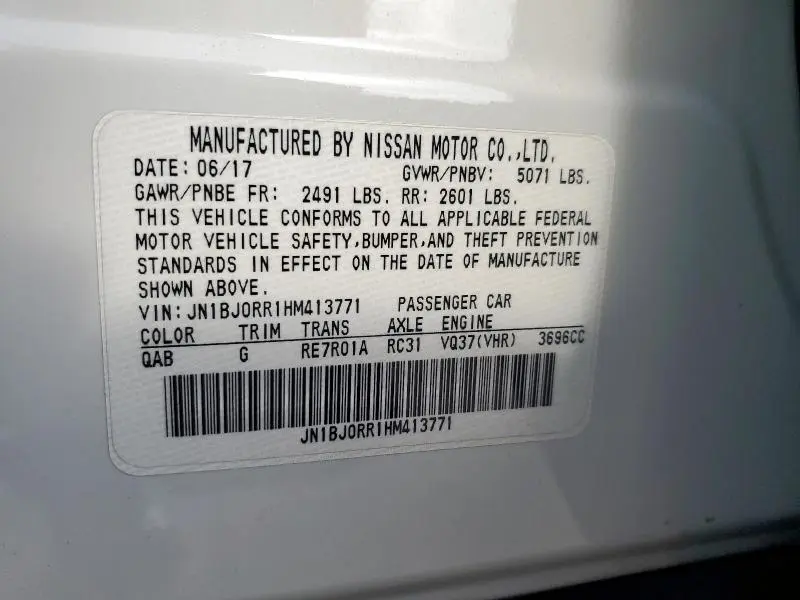 MANUFACTURED BY NISSAN MOTOR CO.,LTD.
DATE: 06/17 GVWR/PNBV: 5071 LBS.
GAWR/PNBE FR: 2491 LBS. RR: 2601 LBS.
THIS VEHICLE CONFORMS TO ALL APPLICABLE FEDERAL
MOTOR VEHICLE SAFETY,BUMPER,AND THEFT PREVENTION
STANDARDS IN EFFECT ON THE DATE OF MANUFACTURE
SHOWN ABOVE.
VIN:JN1BJ0RR1HM413771 PASSENGER CAR
COLOR TRIM TRANS AXLE ENGINE
QAB G RE7R01A RC31 VQ37(VHR) 3696CC
JN1BJ0RR1HM413771